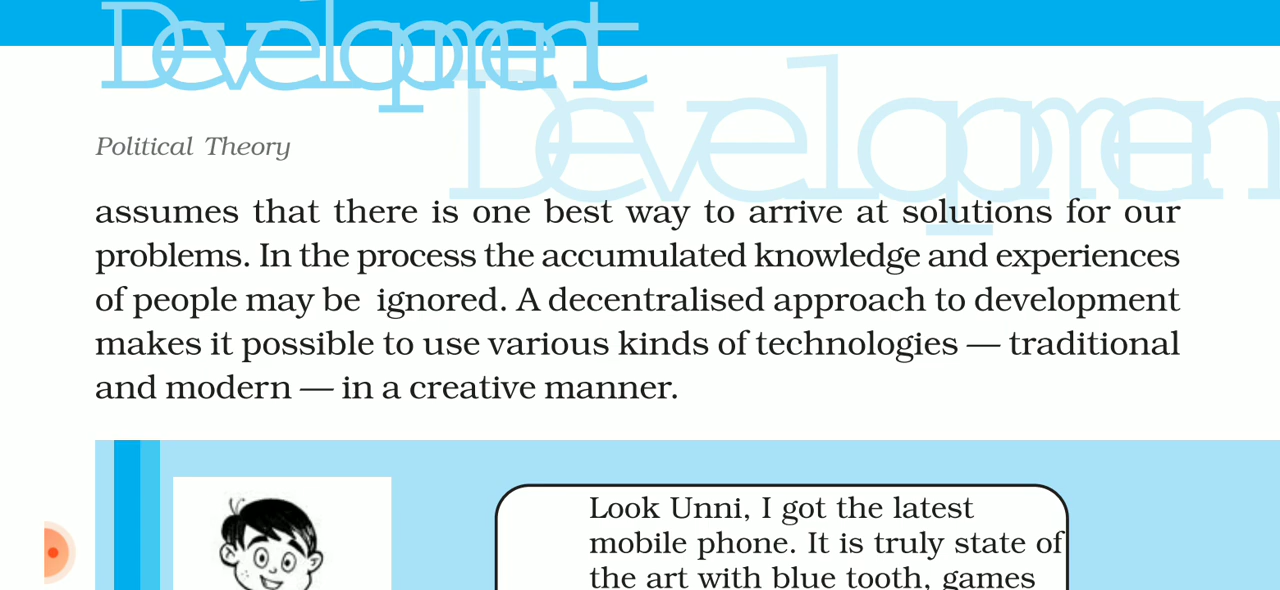 Development
Development
Political Theory
assumes that there is one best way to arrive at solutions for our
problems. In the process the accumulated knowledge and experiences
of people may be ignored. A decentralised approach to development
makes it possible to use various kinds of technologies — traditional
and modern — in a creative manner.
Look Unni, I got the latest
mobile phone. It is truly state of
the art with blue tooth, games